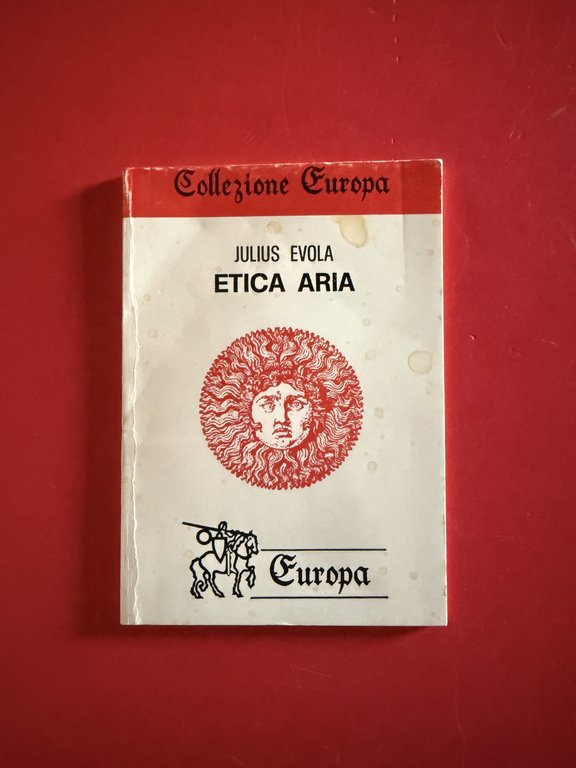 Collezione Europa
JULIUS EVOLA
ETICA ARIA
Europa